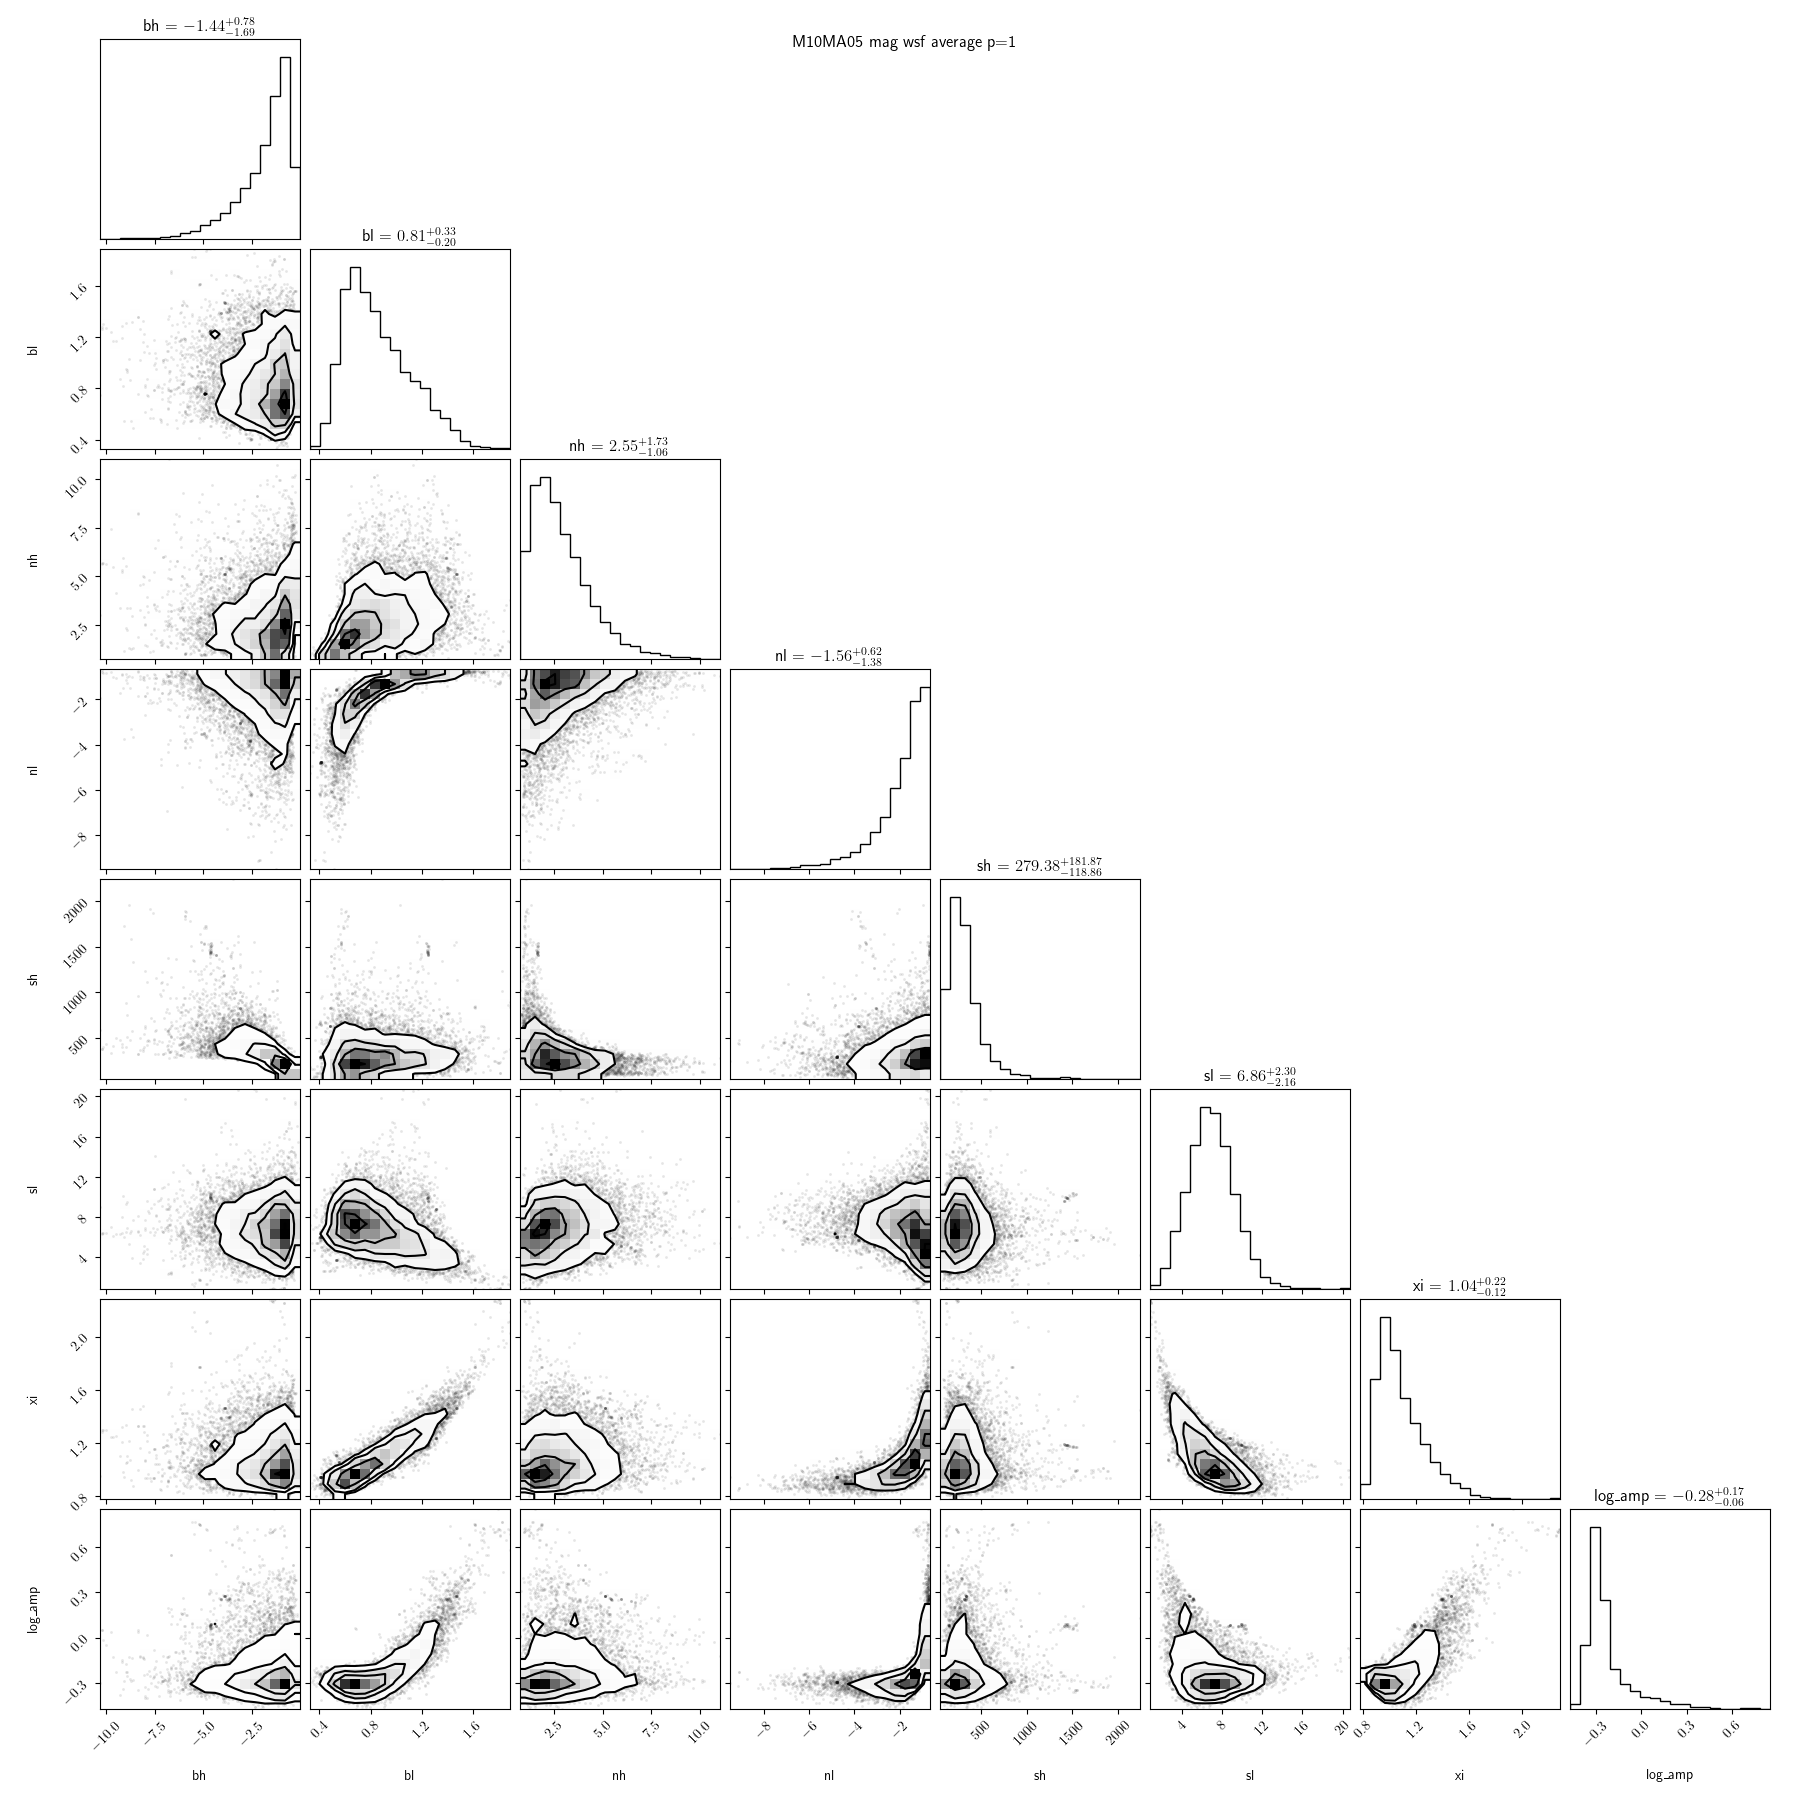 bh = −1.44+0.78−1.69
M10MA05 mag wsf average p=1
bl = 0.81+0.33−0.20
1.6
1.2
0.8
0.4
bl
nh = 2.55+1.73−1.06
10.0
7.5
5.0
2.5
nh
nl = −1.56+0.62−1.38
−2
−4
−6
−8
nl
sh = 279.38+181.87−118.86
2000
1500
1000
500
sh
sl = 6.86+2.30−2.16
20
16
12
8
4
sl
xi = 1.04+0.22−0.12
2.0
1.6
1.2
0.8
xi
log_amp = −0.28+0.17−0.06
0.6
0.3
0.0
−0.3
log_amp
−10.0 −7.5 −5.0 −2.5 0.4 0.8 1.2 1.6 2.5 5.0 7.5 10.0 −8 −6 −4 −2 500 1000 1500 2000 4 8 12 16 20 0.8 1.2 1.6 2.0 −0.3 0.0 0.3 0.6
bh bl nh nl sh sl xi log_amp